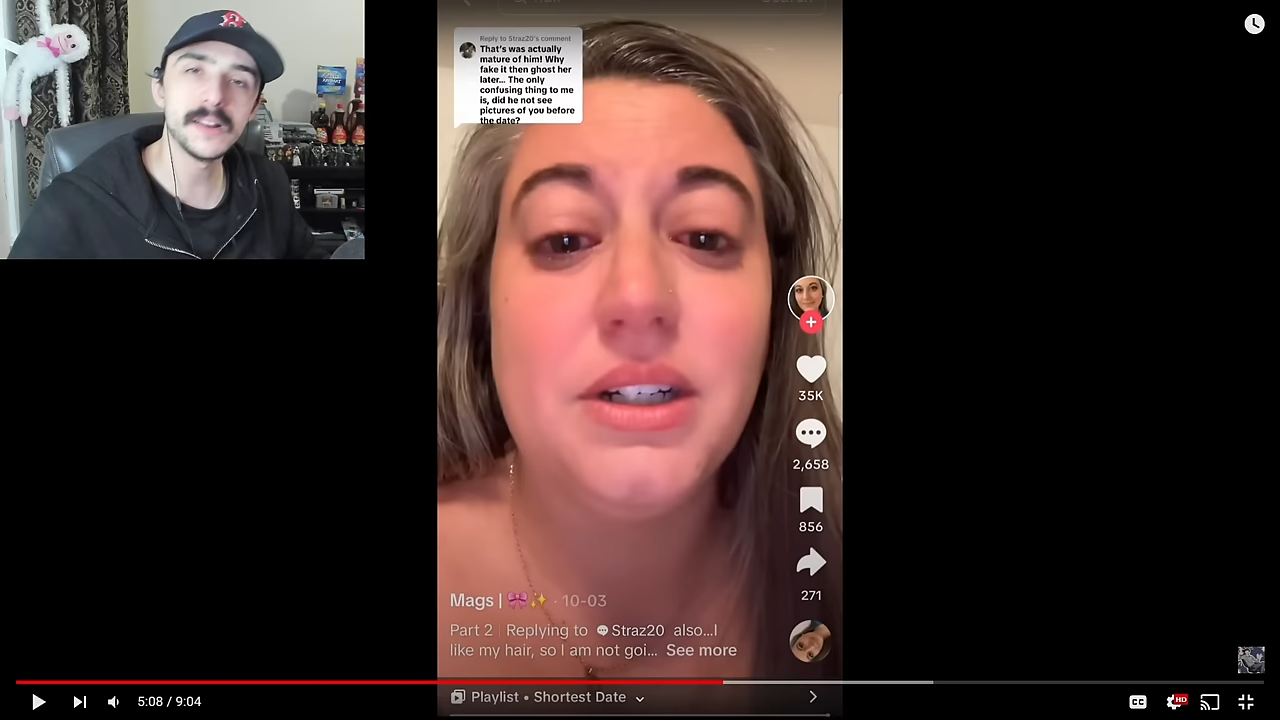 Reply to Straz20's comment
That's was actually
mature of him! Why
fake it then ghost her
later... The only
confusing thing to me
is, did he not see
pictures of you before
the date?
35K
2,658
856
271
Mags | 🎀✨ · 10-03
Part 2 | Replying to 💬Straz20 also...I
like my hair, so I am not goi... See more
Playlist • Shortest Date
5:08 / 9:04
CC
HD